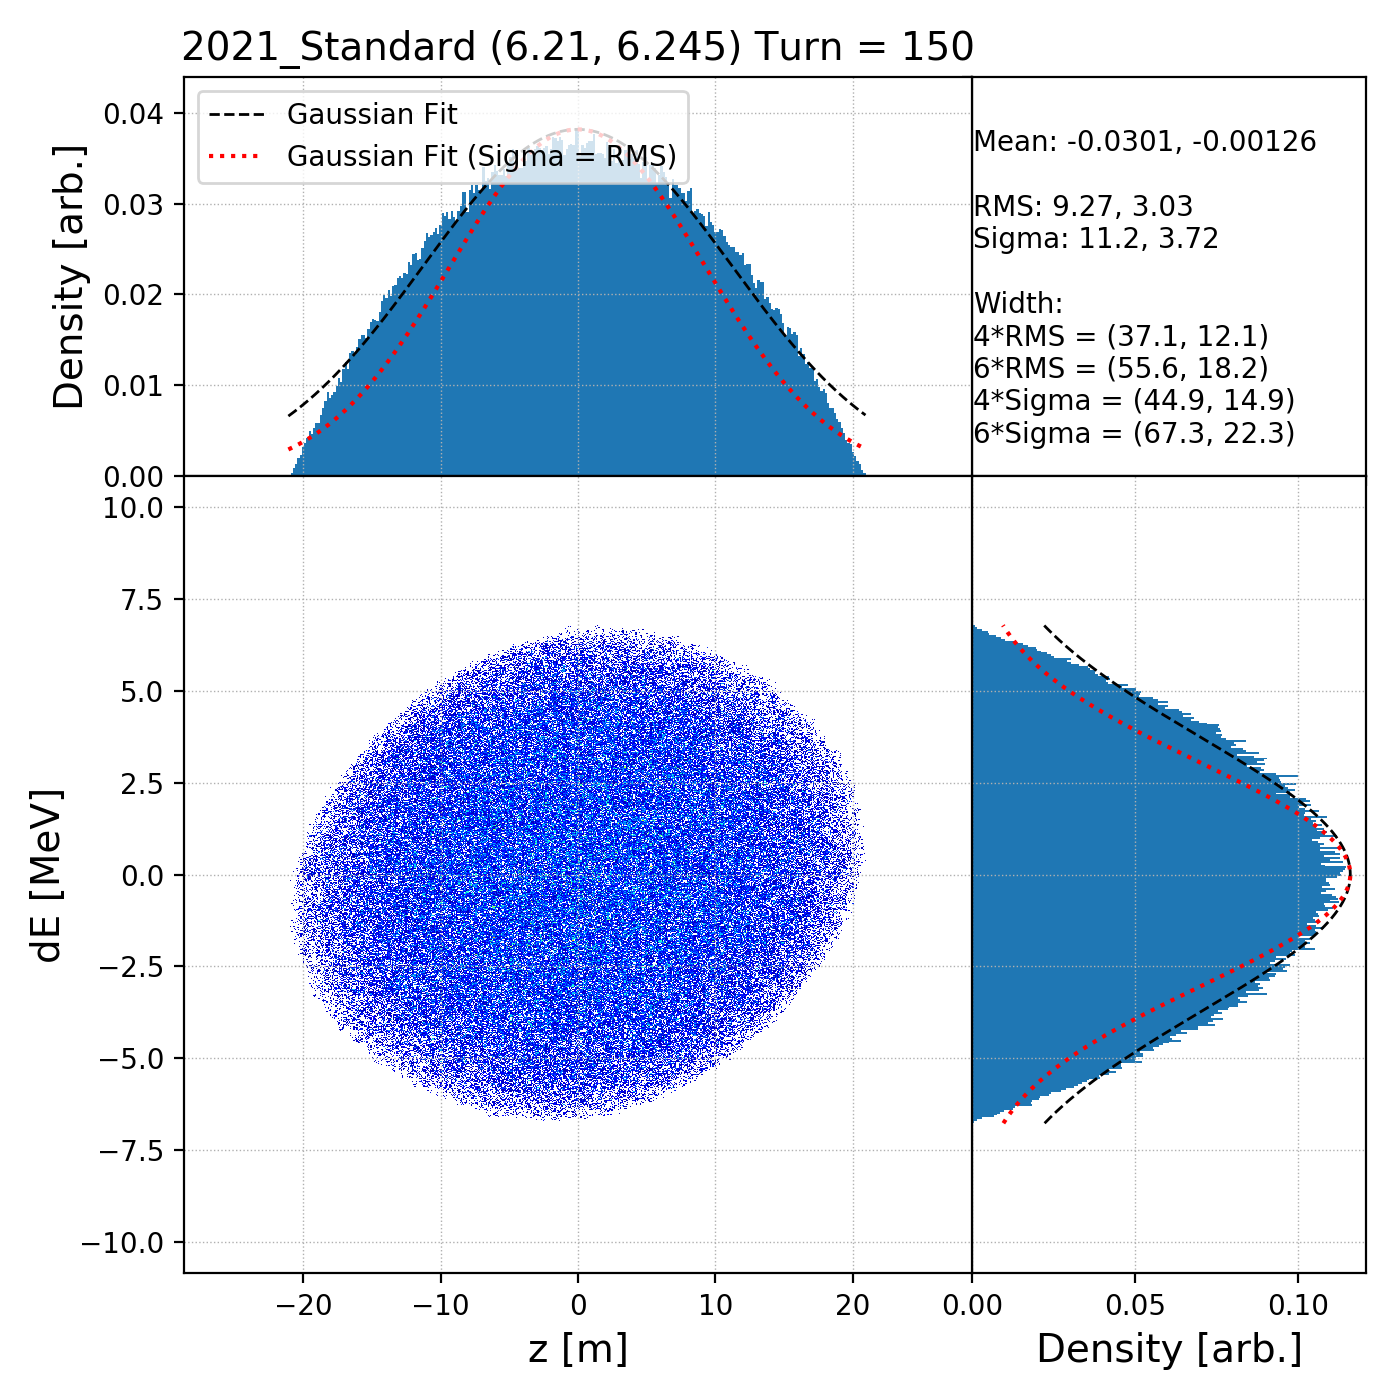 2021_Standard (6.21, 6.245) Turn = 150
Gaussian Fit
Gaussian Fit (Sigma = RMS)
Density [arb.]
0.04
0.03
0.02
0.01
0.00
Mean: -0.0301, -0.00126
RMS: 9.27, 3.03
Sigma: 11.2, 3.72
Width:
4*RMS = (37.1, 12.1)
6*RMS = (55.6, 18.2)
4*Sigma = (44.9, 14.9)
6*Sigma = (67.3, 22.3)
dE [MeV]
10.0
7.5
5.0
2.5
0.0
−2.5
−5.0
−7.5
−10.0
−20 −10 0 10 20
z [m]
0.00 0.05 0.10
Density [arb.]